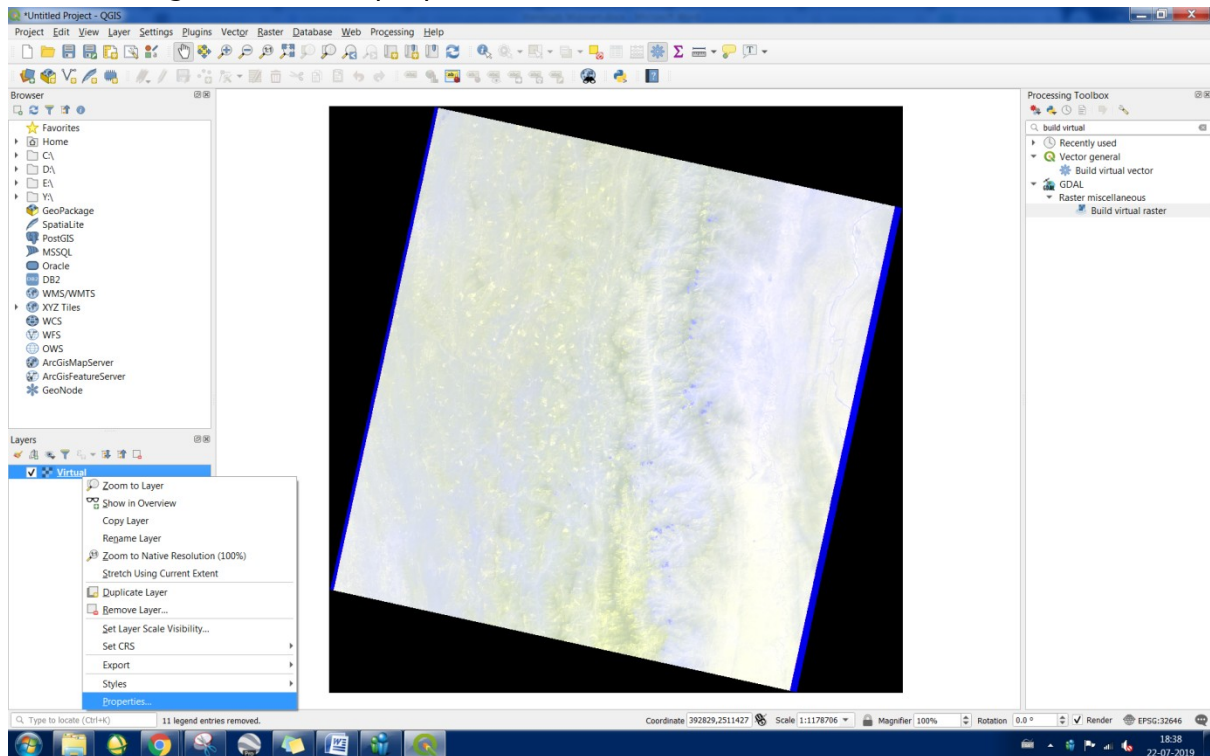 *Untitled Project - QGIS
Project Edit View Layer Settings Plugins Vector Raster Database Web Processing Help
Browser
Favorites
Home
C:\
D:\
E:\
Y:\
GeoPackage
SpatiaLite
PostGIS
MSSQL
Oracle
DB2
WMS/WMTS
XYZ Tiles
WCS
WFS
OWS
ArcGisMapServer
ArcGisFeatureServer
GeoNode
Layers
Virtual
Zoom to Layer
Show in Overview
Copy Layer
Rename Layer
Zoom to Native Resolution (100%)
Stretch Using Current Extent
Duplicate Layer
Remove Layer...
Set Layer Scale Visibility...
Set CRS
Export
Styles
Properties...
Processing Toolbox
build virtual
Recently used
Vector general
Build virtual vector
GDAL
Raster miscellaneous
Build virtual raster
Type to locate (Ctrl+K) 11 legend entries removed. Coordinate 392829,2511427 Scale 1:1178706 Magnifier 100% Rotation 0.0 ° Render EPSG:32646
18:38
22-07-2019